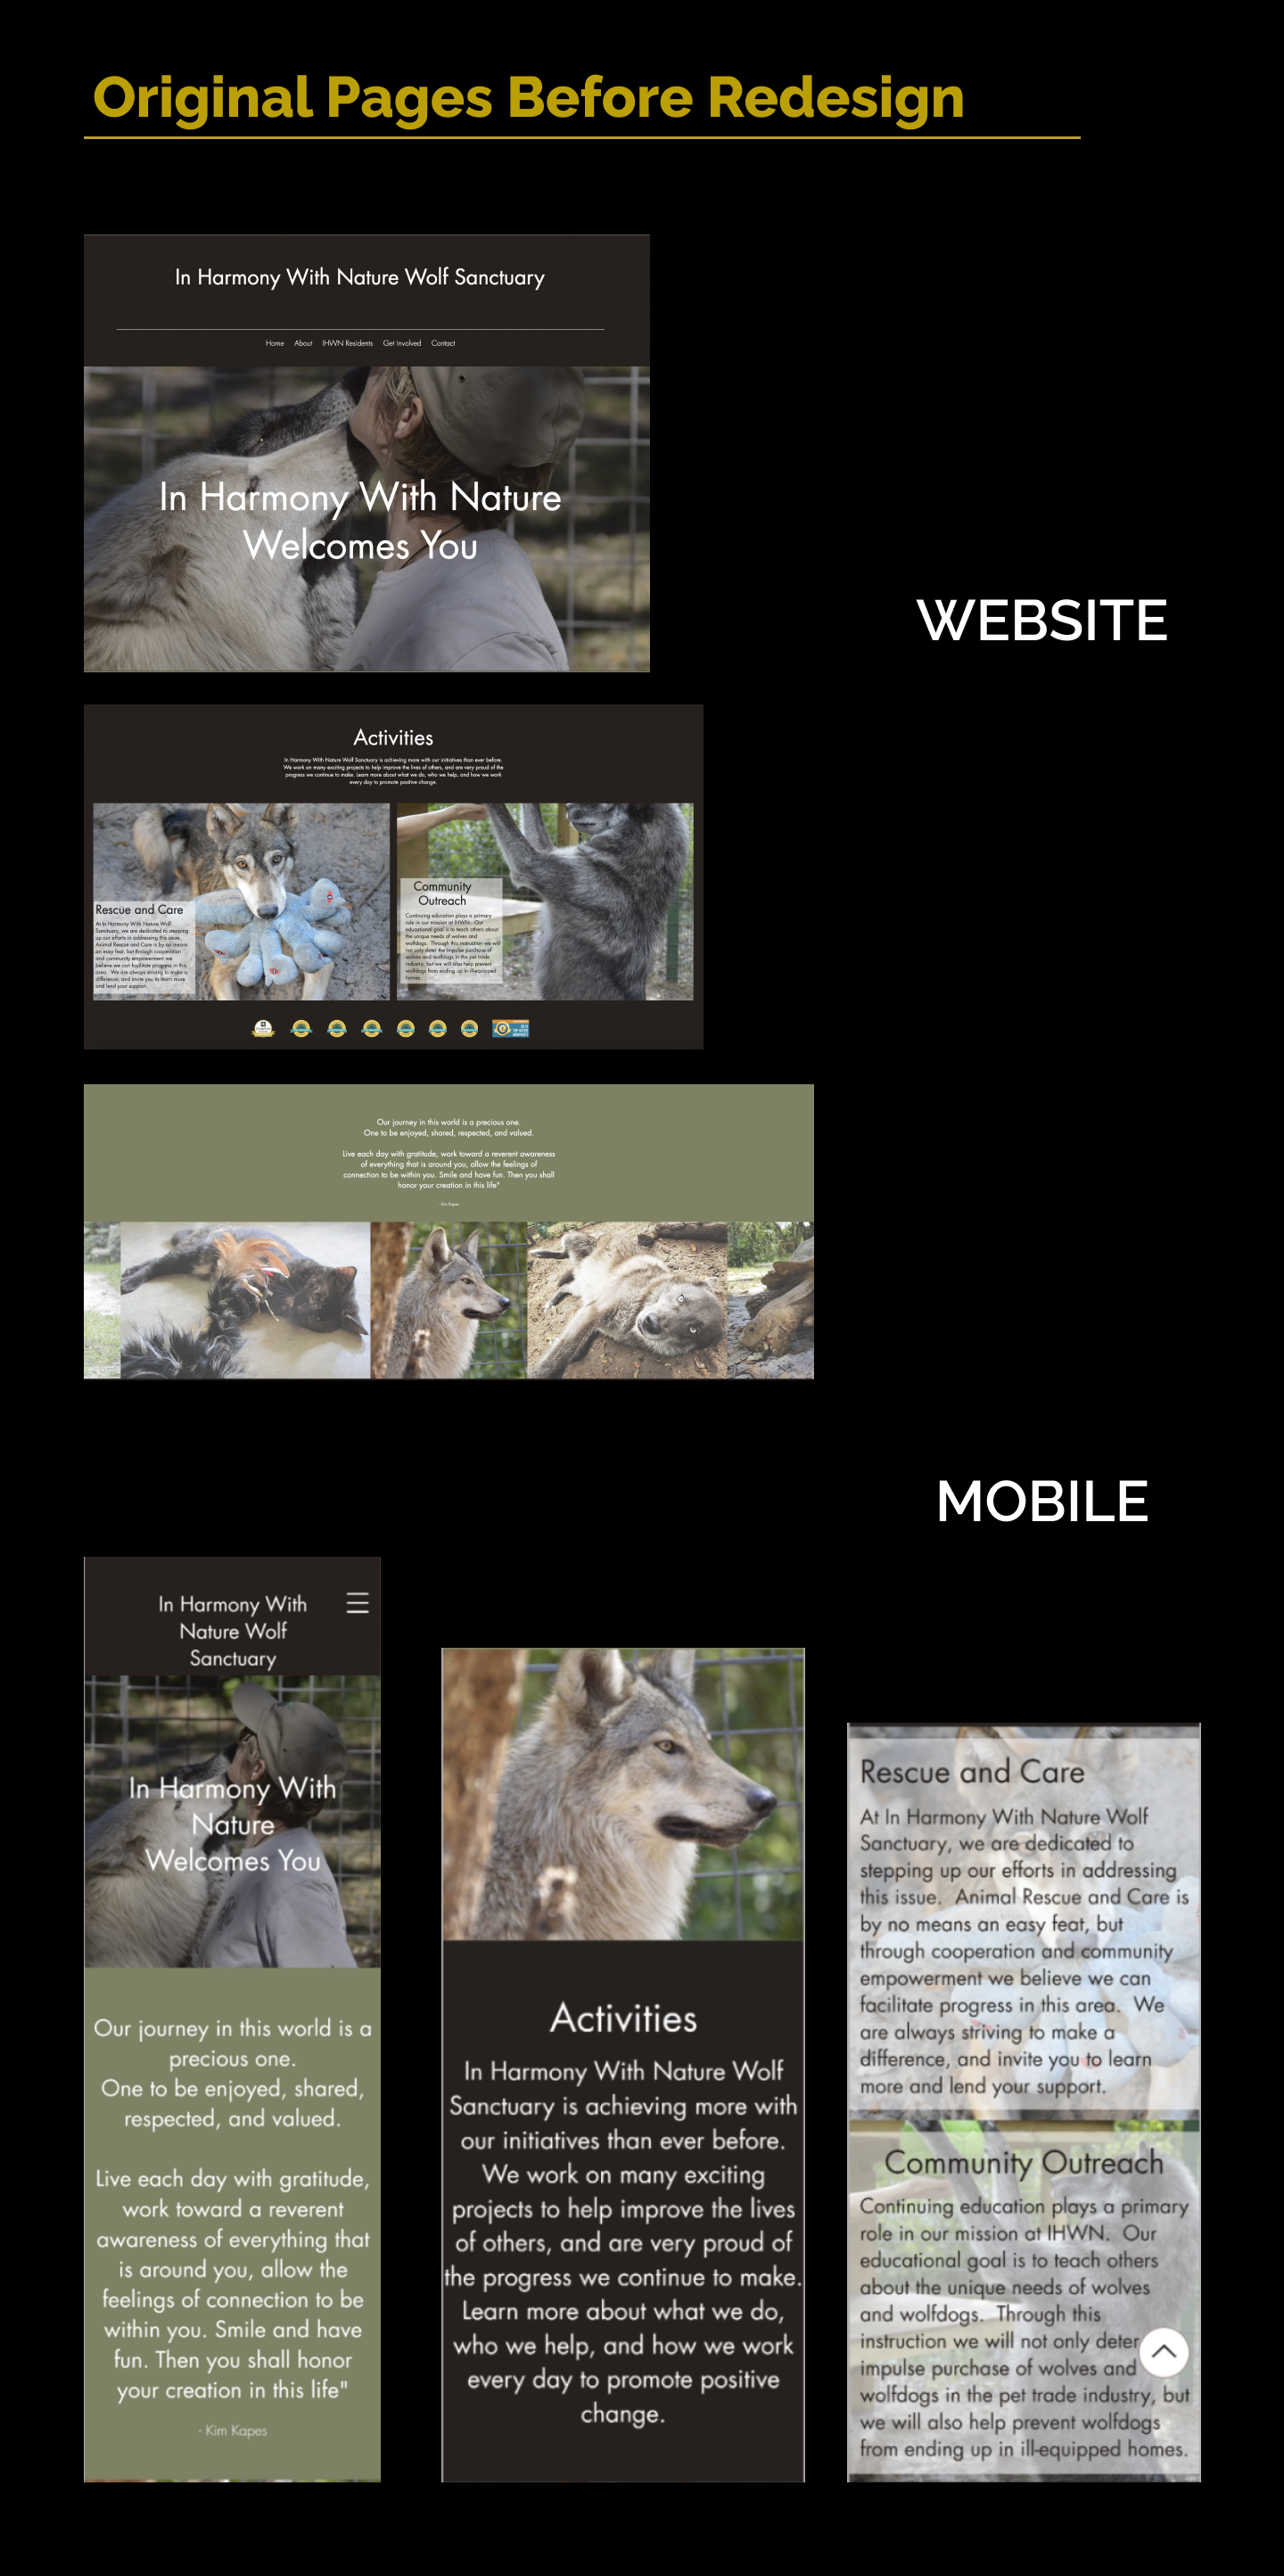 Original Pages Before Redesign
In Harmony With Nature Wolf Sanctuary
Home About IHWN Residents Get Involved Contact
In Harmony With Nature
Welcomes You
WEBSITE
Activities
In Harmony With Nature Wolf Sanctuary is achieving more with our initiatives than ever before.
We work on many exciting projects to help improve the lives of others, and are very proud of the
progress we continue to make. Learn more about what we do, who we help, and how we work
every day to promote positive change.
Rescue and Care
At In Harmony With Nature Wolf
Sanctuary, we are dedicated to stepping
up our efforts in addressing this issue.
Animal Rescue and Care is by no means
an easy feat, but through cooperation
and community empowerment we
believe we can facilitate progress in this
area. We are always striving to make a
difference, and invite you to learn more
and lend your support.
Community
Outreach
Continuing education plays a primary
role in our mission at IHWN. Our
educational goal is to teach others about
the unique needs of wolves and
wolfdogs. Through this instruction we will
not only deter the impulse purchase of
wolves and wolfdogs in the pet trade
industry, but we will also help prevent
wolfdogs from ending up in ill-equipped
homes.
Our journey in this world is a precious one.
One to be enjoyed, shared, respected, and valued.
Live each day with gratitude, work toward a reverent awareness
of everything that is around you, allow the feelings of
connection to be within you. Smile and have fun. Then you shall
honor your creation in this life"
- Kim Kapes
MOBILE
In Harmony With
Nature Wolf
Sanctuary
In Harmony With
Nature
Welcomes You
Our journey in this world is a
precious one.
One to be enjoyed, shared,
respected, and valued.
Live each day with gratitude,
work toward a reverent
awareness of everything that
is around you, allow the
feelings of connection to be
within you. Smile and have
fun. Then you shall honor
your creation in this life"
- Kim Kapes
Activities
In Harmony With Nature Wolf
Sanctuary is achieving more with
our initiatives than ever before.
We work on many exciting
projects to help improve the lives
of others, and are very proud of
the progress we continue to make.
Learn more about what we do,
who we help, and how we work
every day to promote positive
change.
Rescue and Care
At In Harmony With Nature Wolf
Sanctuary, we are dedicated to
stepping up our efforts in addressing
this issue. Animal Rescue and Care is
by no means an easy feat, but
through cooperation and community
empowerment we believe we can
facilitate progress in this area. We
are always striving to make a
difference, and invite you to learn
more and lend your support.
Community Outreach
Continuing education plays a primary
role in our mission at IHWN. Our
educational goal is to teach others
about the unique needs of wolves
and wolfdogs. Through this
instruction we will not only deter
impulse purchase of wolves and
wolfdogs in the pet trade industry, but
we will also help prevent wolfdogs
from ending up in ill-equipped homes.